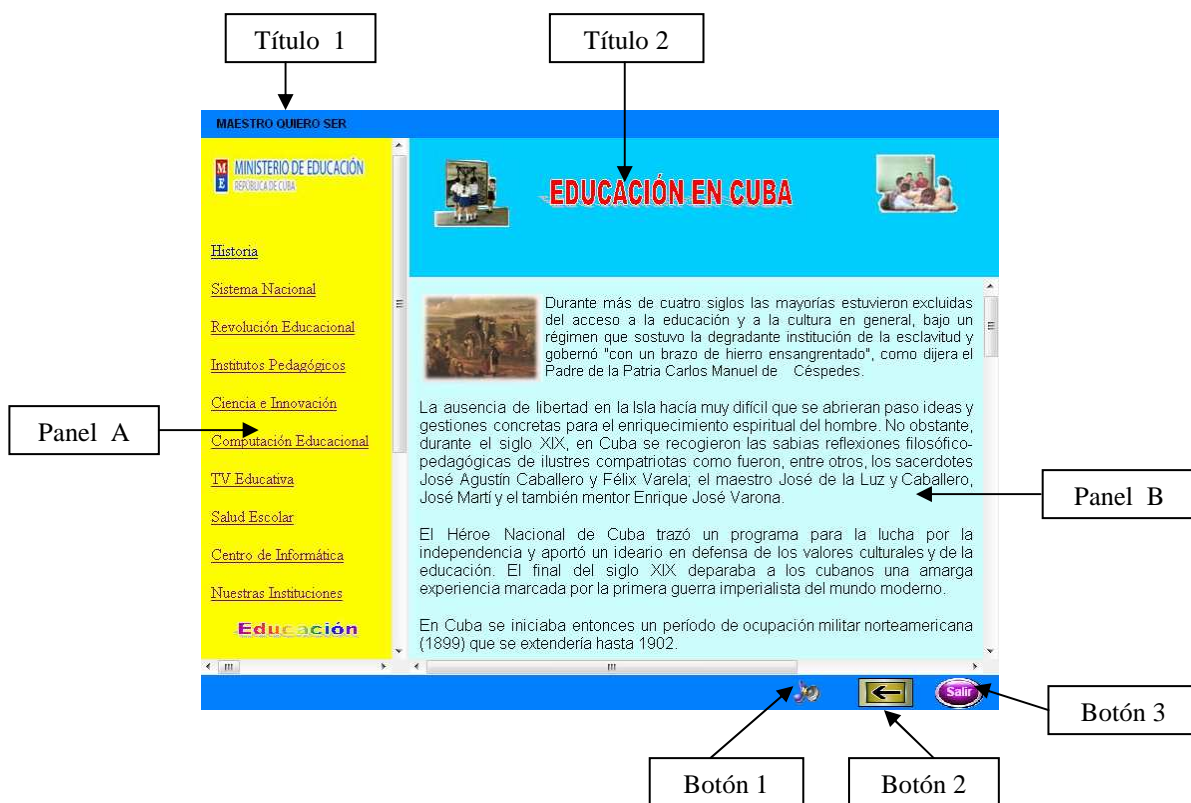 Título 1
Título 2
MAESTRO QUIERO SER
M E
MINISTERIO DE EDUCACIÓN
REPÚBLICA DE CUBA
EDUCACIÓN EN CUBA
Historia
Sistema Nacional
Revolución Educacional
Institutos Pedagógicos
Ciencia e Innovación
Computación Educacional
TV Educativa
Salud Escolar
Centro de Informática
Nuestras Instituciones
Educación
Panel A
Durante más de cuatro siglos las mayorías estuvieron excluidas
del acceso a la educación y a la cultura en general, bajo un
régimen que sostuvo la degradante institución de la esclavitud y
gobernó "con un brazo de hierro ensangrentado", como dijera el
Padre de la Patria Carlos Manuel de Céspedes.
La ausencia de libertad en la Isla hacía muy difícil que se abrieran paso ideas y
gestiones concretas para el enriquecimiento espiritual del hombre. No obstante,
durante el siglo XIX, en Cuba se recogieron las sabias reflexiones filosófico-
pedagógicas de ilustres compatriotas como fueron, entre otros, los sacerdotes
José Agustín Caballero y Félix Varela; el maestro José de la Luz y Caballero,
José Martí y el también mentor Enrique José Varona.
El Héroe Nacional de Cuba trazó un programa para la lucha por la
independencia y aportó un ideario en defensa de los valores culturales y de la
educación. El final del siglo XIX deparaba a los cubanos una amarga
experiencia marcada por la primera guerra imperialista del mundo moderno.
En Cuba se iniciaba entonces un período de ocupación militar norteamericana
(1899) que se extendería hasta 1902.
Panel B
Salir
Botón 3
Botón 1
Botón 2